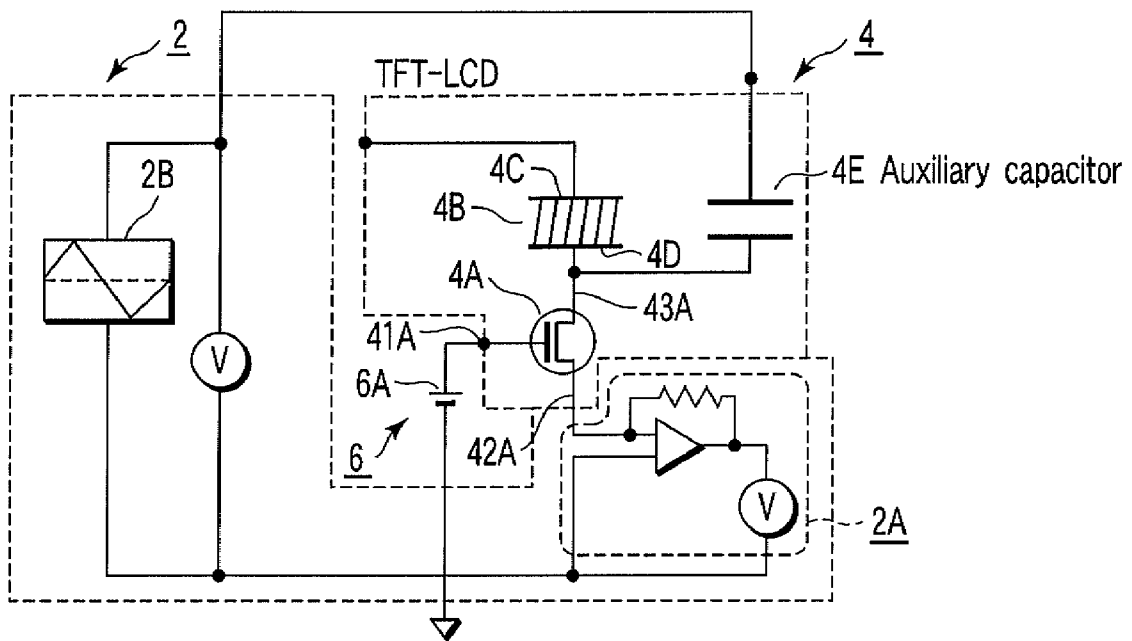 2
4
TFT-LCD
2B
4C
4E Auxiliary capacitor
4B
4D
4A
43A
41A
V
6A
42A
6
V
2A